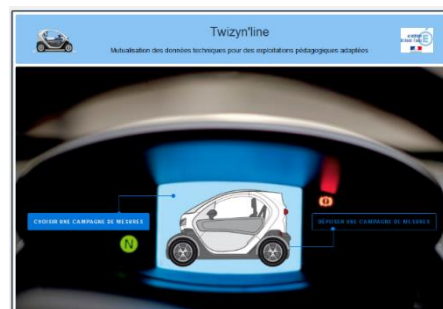 Twizyn'line
Mutualisation des données techniques pour des exploitations pédagogiques adaptées
CHOISIR UNE CAMPAGNE DE MESURES
DÉPOSER UNE CAMPAGNE DE MESURES
N